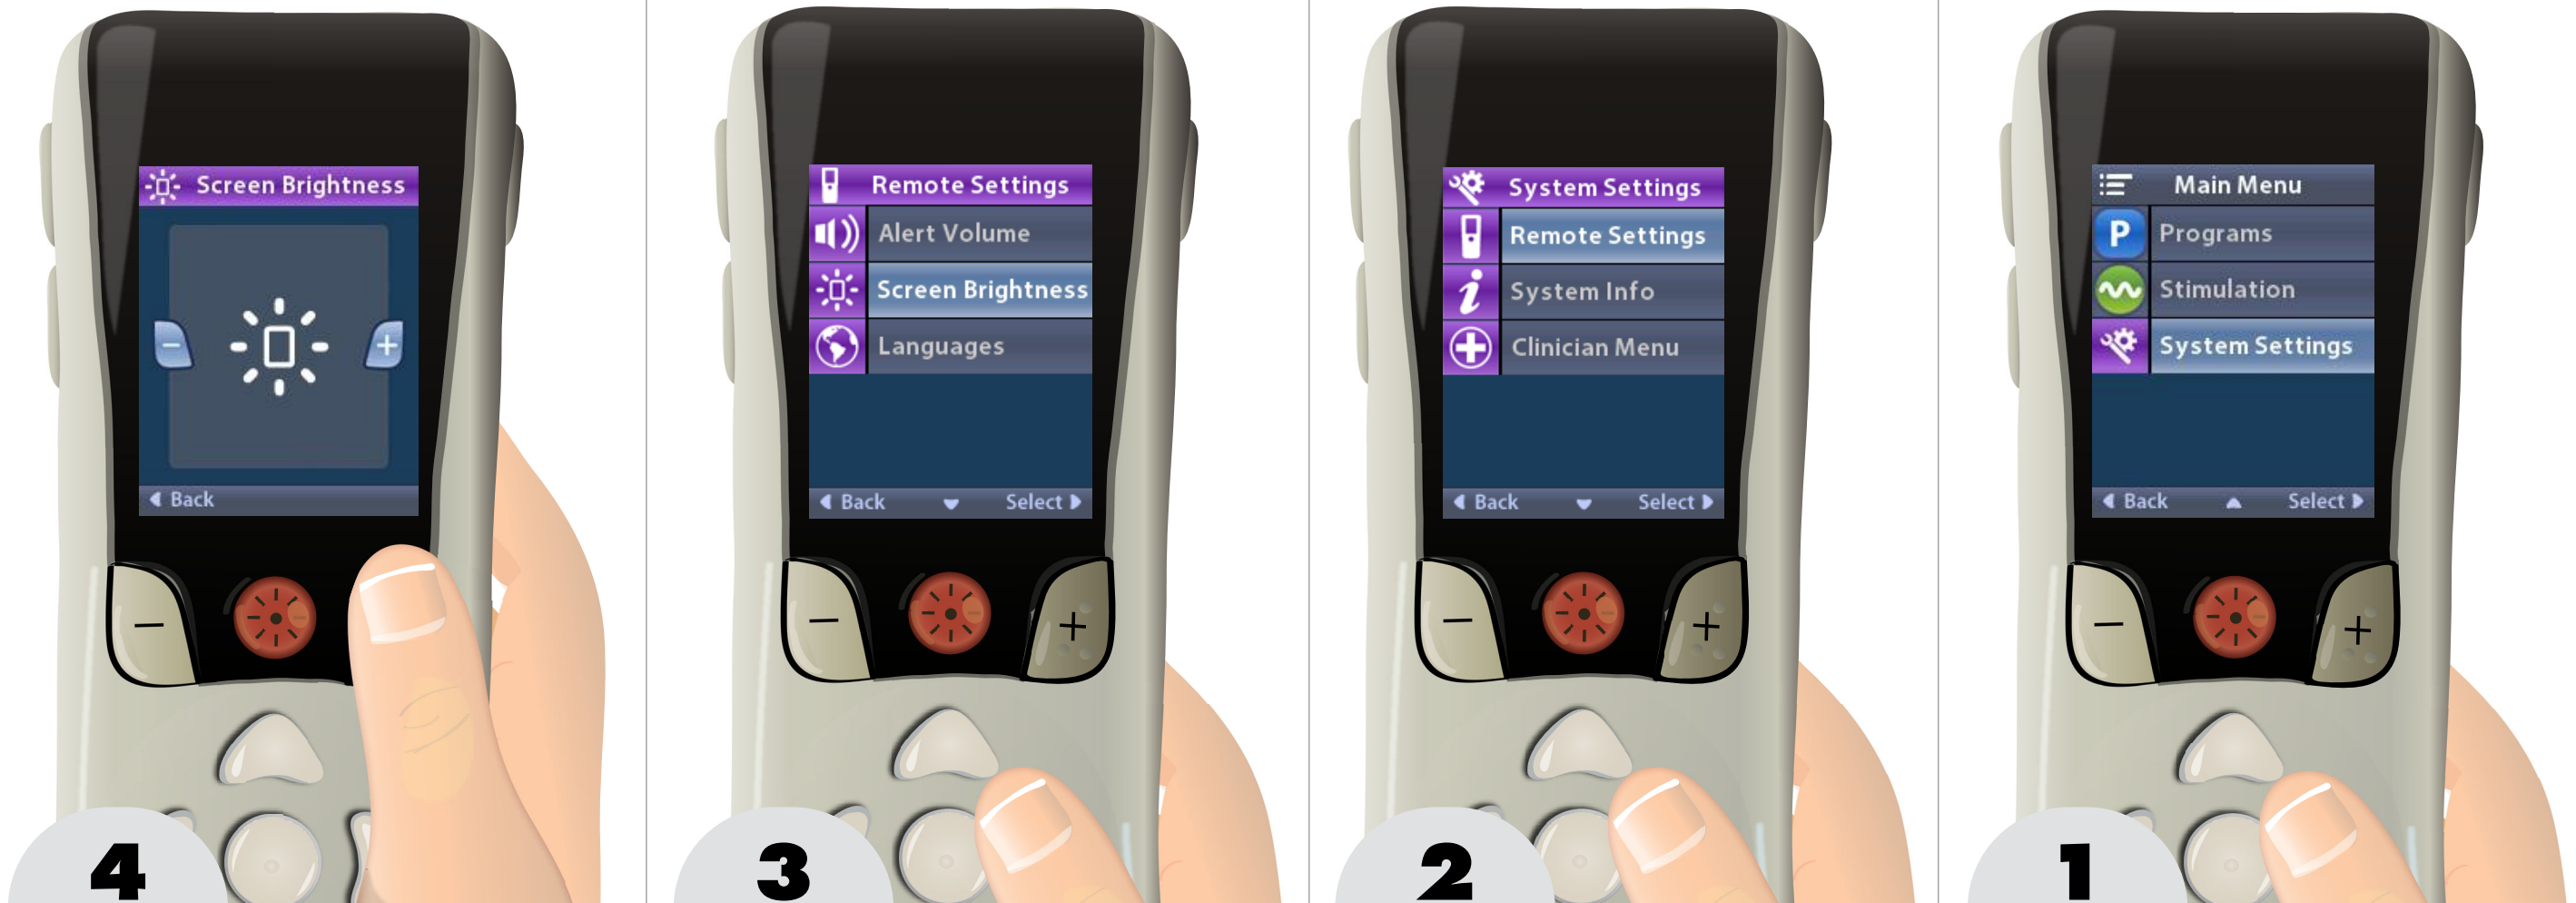 Screen Brightness
−
+
Back
−
4
Remote Settings
Alert Volume
Screen Brightness
Languages
Back
Select
−
+
3
System Settings
Remote Settings
i
System Info
Clinician Menu
Back
Select
−
+
2
Main Menu
P
Programs
Stimulation
System Settings
Back
Select
−
+
1